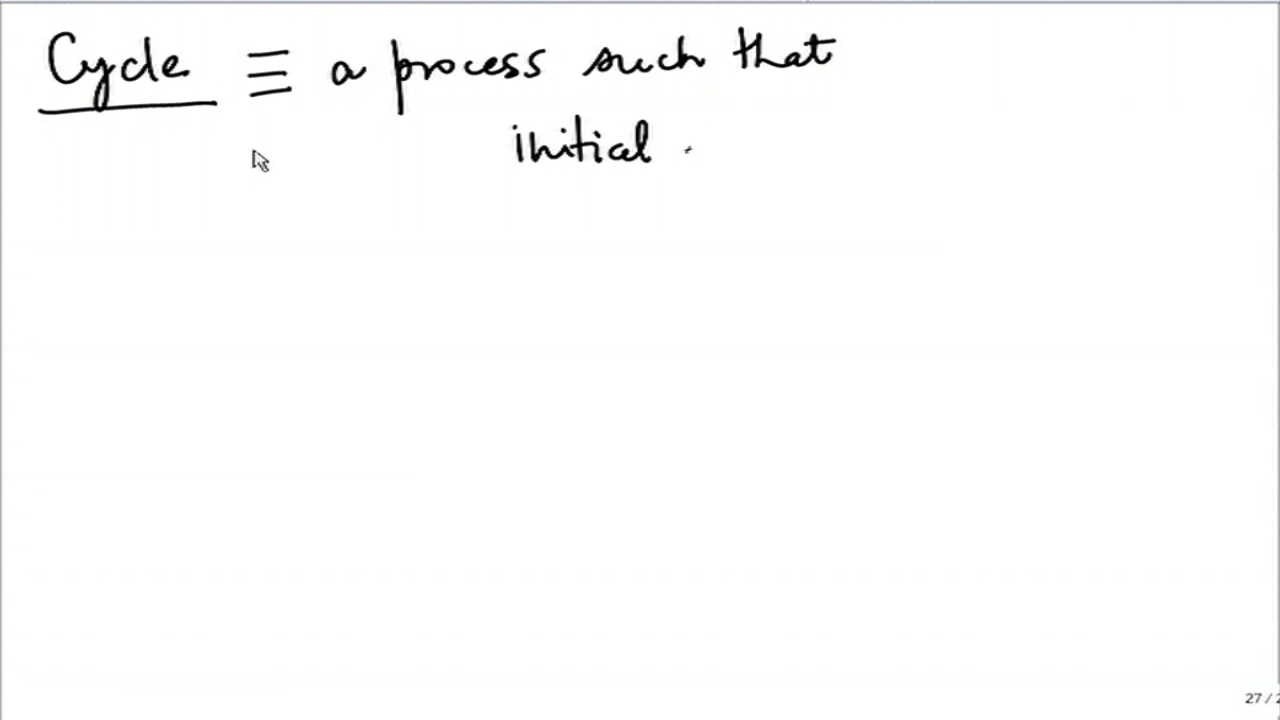 Cycle ≡ a process such that
initial
27 / 2